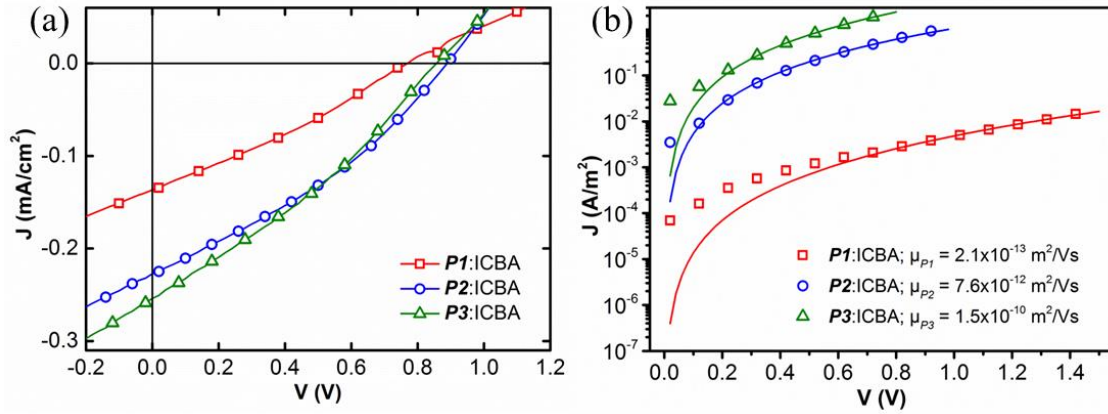 (a)
J (mA/cm²)
0.0
-0.1
-0.2
-0.3
P1:ICBA
P2:ICBA
P3:ICBA
-0.2 0.0 0.2 0.4 0.6 0.8 1.0 1.2
V (V)
(b)
J (A/m²)
10⁻¹
10⁻²
10⁻³
10⁻⁴
10⁻⁵
10⁻⁶
10⁻⁷
P1:ICBA; μP1 = 2.1x10⁻¹³ m²/Vs
P2:ICBA; μP2 = 7.6x10⁻¹² m²/Vs
P3:ICBA; μP3 = 1.5x10⁻¹⁰ m²/Vs
0.0 0.2 0.4 0.6 0.8 1.0 1.2 1.4
V (V)